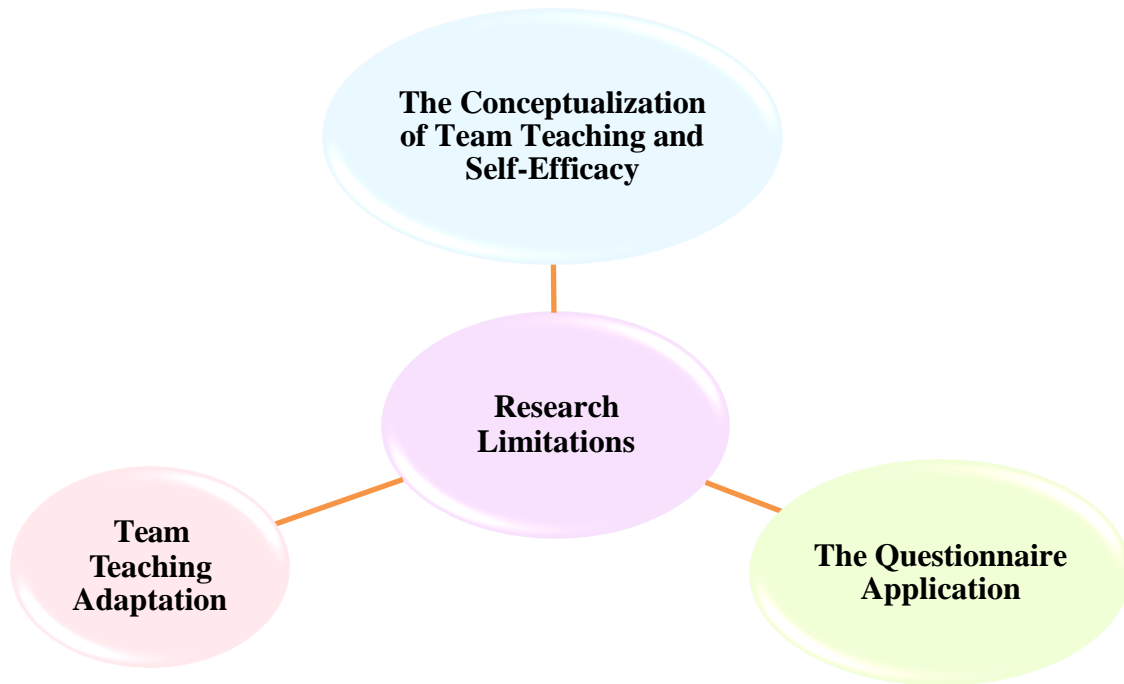 The Conceptualization
of Team Teaching and
Self-Efficacy
Research
Limitations
Team
Teaching
Adaptation
The Questionnaire
Application